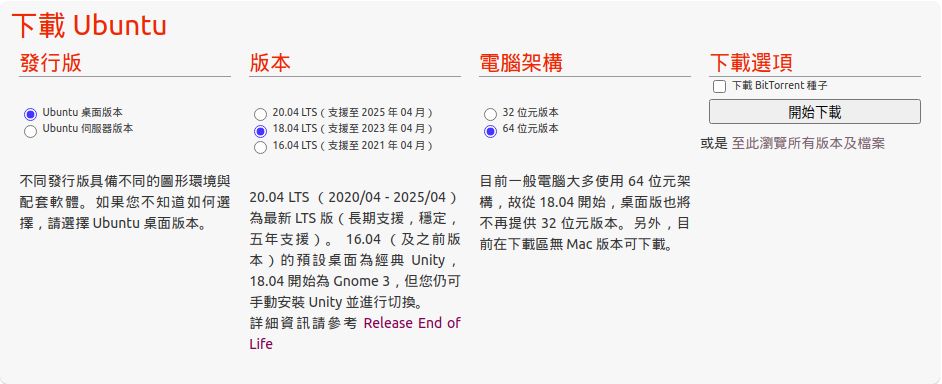 下載 Ubuntu
發行版
Ubuntu 桌面版本
Ubuntu 伺服器版本
不同發行版具備不同的圖形環境與
配套軟體。如果您不知道如何選
擇，請選擇 Ubuntu 桌面版本。
版本
20.04 LTS（支援至 2025 年 04 月）
18.04 LTS（支援至 2023 年 04 月）
16.04 LTS（支援至 2021 年 04 月）
20.04 LTS （2020/04 - 2025/04）
為最新 LTS 版（長期支援，穩定，
五年支援）。 16.04 （及之前版
本）的預設桌面為經典 Unity，
18.04 開始為 Gnome 3，但您仍可
手動安裝 Unity 並進行切換。
詳細資訊請參考 Release End of
Life
電腦架構
32 位元版本
64 位元版本
目前一般電腦大多使用 64 位元架
構，故從 18.04 開始，桌面版也將
不再提供 32 位元版本。另外，目
前在下載區無 Mac 版本可下載。
下載選項
下載 BitTorrent 種子
開始下載
或是 至此瀏覽所有版本及檔案